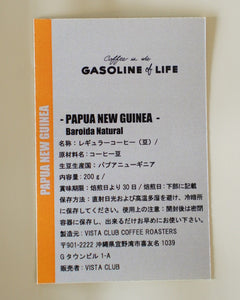 Coffee is the
GASOLINE of LIFE
PAPUA NEW GUINEA
- PAPUA NEW GUINEA -
Baroida Natural
名称：レギュラーコーヒー（豆）/
原材料名：コーヒー豆
生豆生産国：パプアニューギニア
内容量：200ｇ/
賞味期限：焙煎日より30日 / 焙煎日：下部に記載
保存方法：直射日光および高温多湿を避け、冷暗所
に保存してください。使用上の注意：開封後は密閉
容器に保存し、出来るだけお早めにお使い下さい。
製造元：VISTA CLUB COFFEE ROASTERS
〒901-2222 沖縄県宜野湾市喜友名 1039
Ｇタウンビル 1-A
販売者：VISTA CLUB